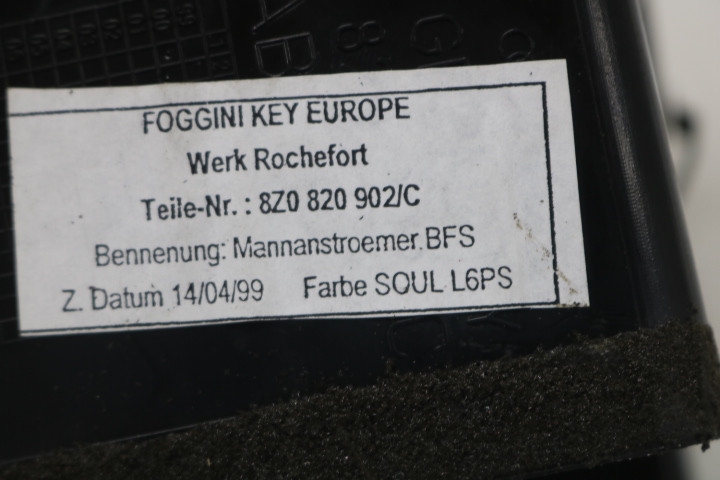 FOGGINI KEY EUROPE
Werk Rochefort
Teile-Nr. : 8Z0 820 902/C
Bennenung: Mannanstroemer BFS
Z. Datum 14/04/99 Farbe SOUL L6PS